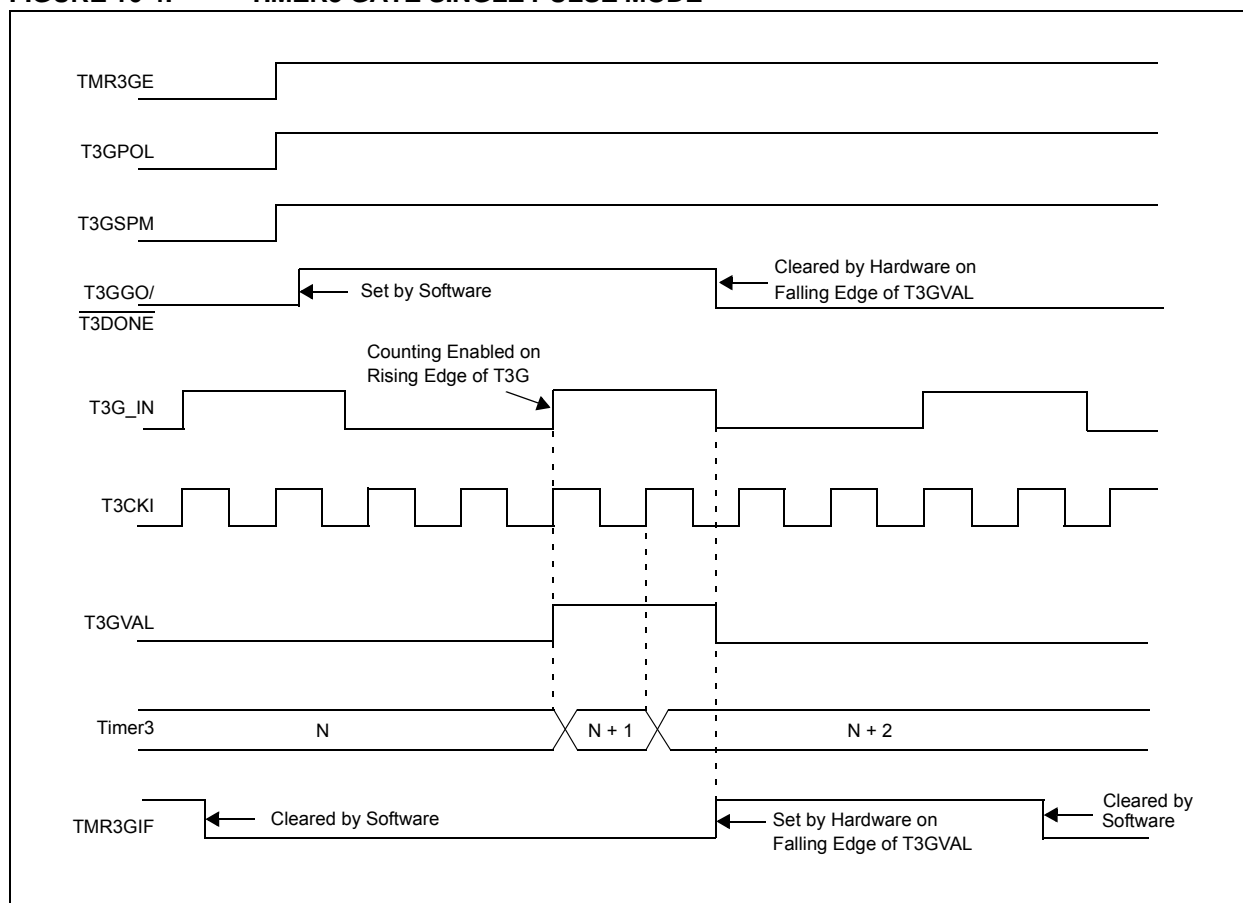 TMR3GE
T3GPOL
T3GSPM
T3GGO/
T3DONE
Set by Software
Cleared by Hardware on
Falling Edge of T3GVAL
Counting Enabled on
Rising Edge of T3G
T3G_IN
T3CKI
T3GVAL
Timer3
N
N + 1
N + 2
TMR3GIF
Cleared by Software
Set by Hardware on
Falling Edge of T3GVAL
Cleared by
Software